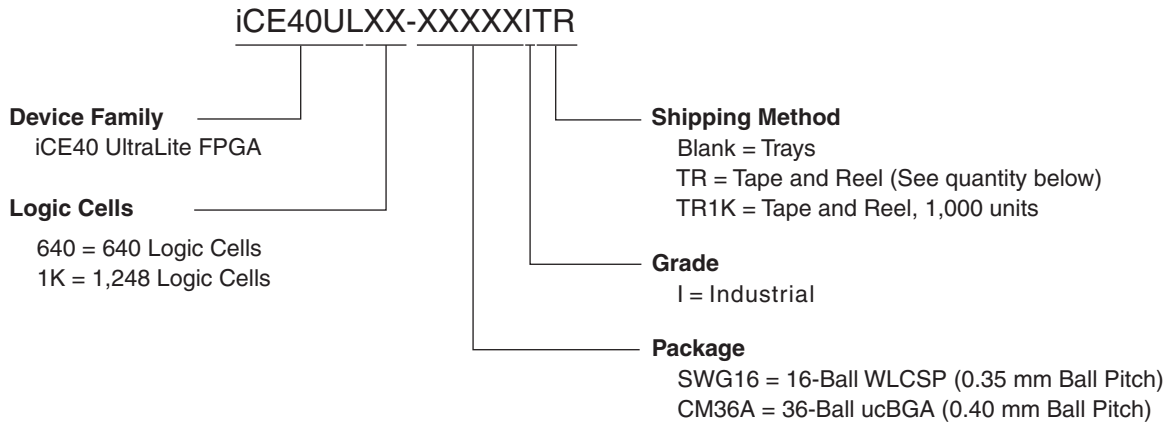 iCE40ULXX-XXXXXITR
Device Family
iCE40 UltraLite FPGA
Logic Cells
640 = 640 Logic Cells
1K = 1,248 Logic Cells
Shipping Method
Blank = Trays
TR = Tape and Reel (See quantity below)
TR1K = Tape and Reel, 1,000 units
Grade
I = Industrial
Package
SWG16 = 16-Ball WLCSP (0.35 mm Ball Pitch)
CM36A = 36-Ball ucBGA (0.40 mm Ball Pitch)